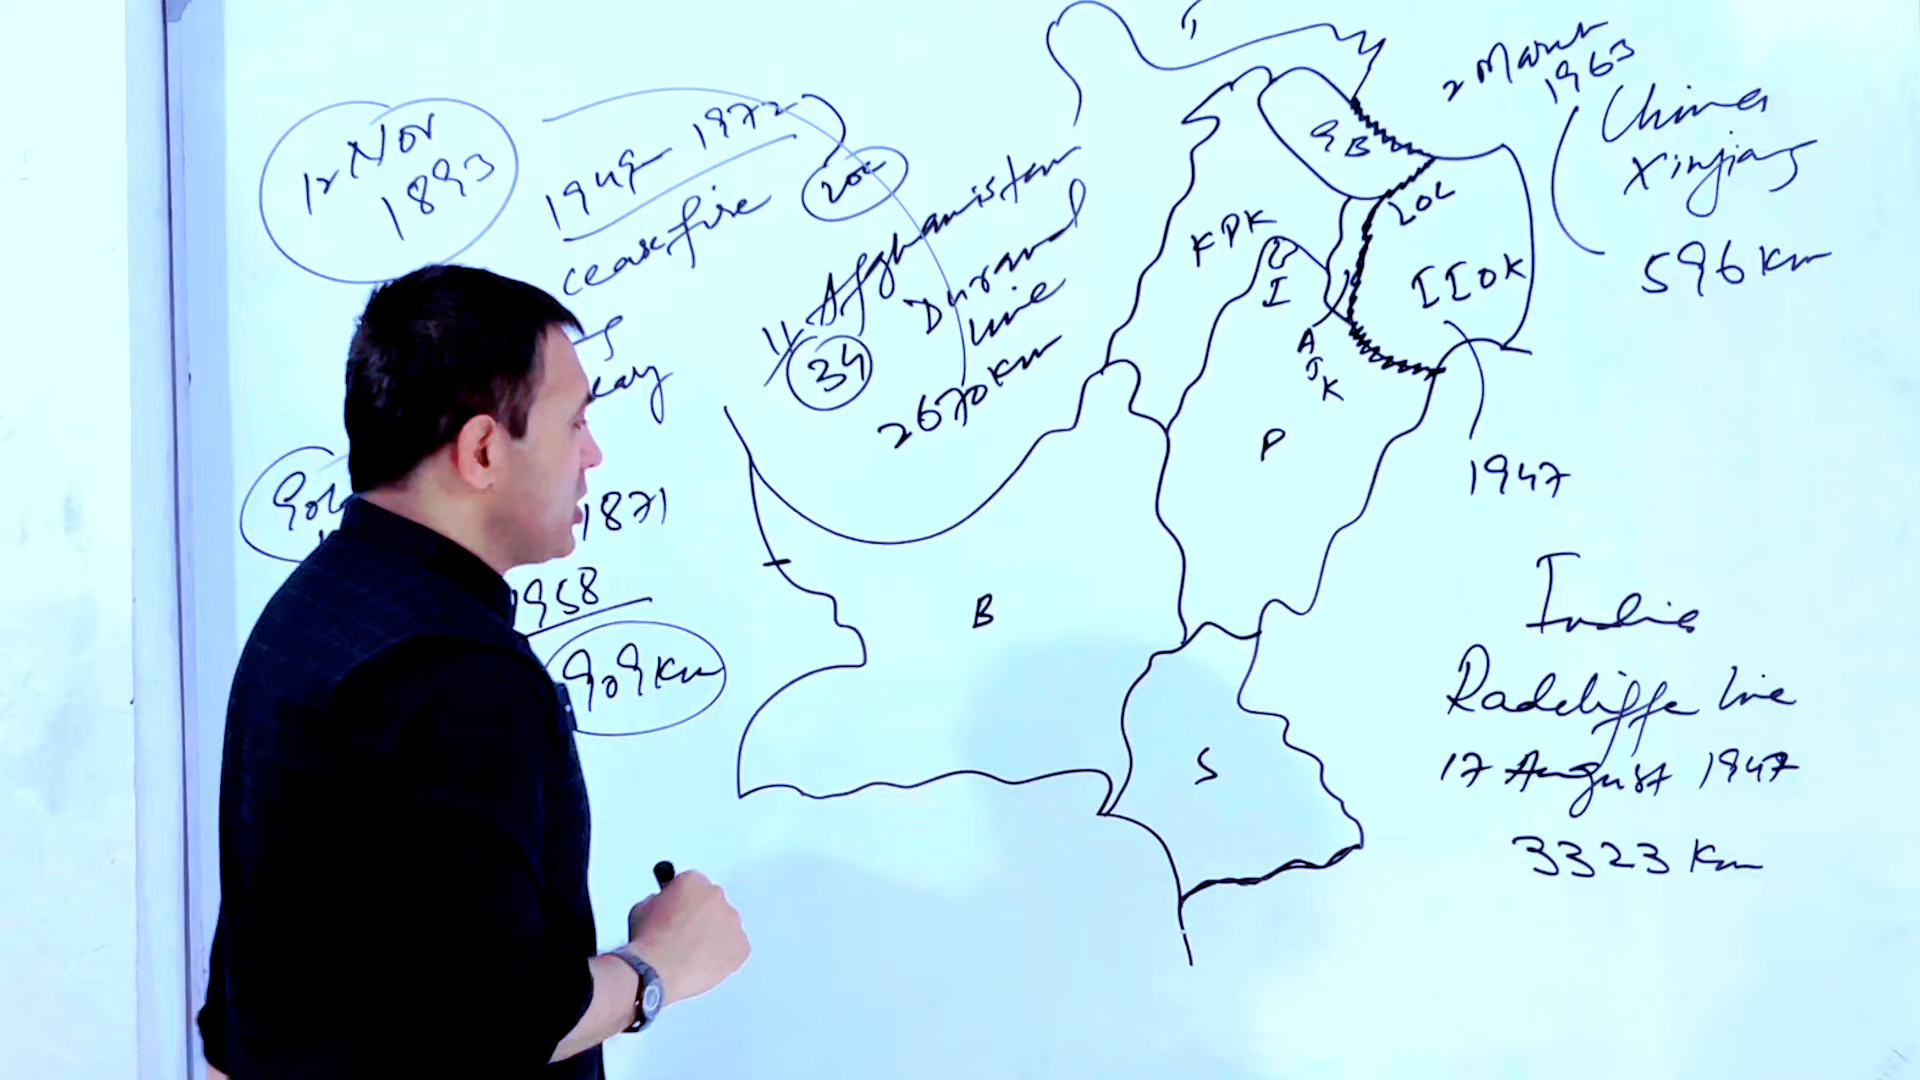 12 Nov
1893
1949 - 1972
ceasefire
LOC
Afghanistan
Durand
Line
11
34
2670 km
1871
1958
909 Km
2 March
1963
China
Xinjiang
596 Km
GB
LOC
KPK
I
IIOK
A
J
K
P
1947
B
S
India
Radcliffe Line
17 August 1947
3323 Km